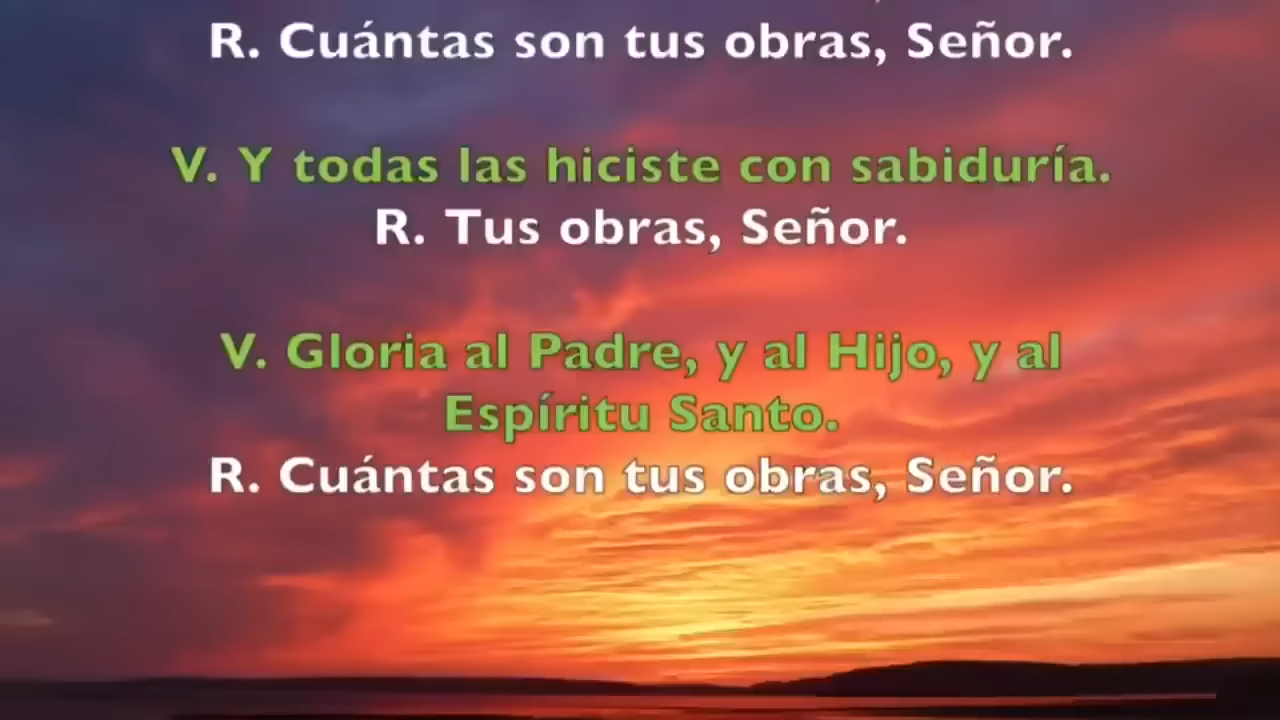 R. Cuántas son tus obras, Señor.
V. Y todas las hiciste con sabiduría.
R. Tus obras, Señor.
V. Gloria al Padre, y al Hijo, y al
Espíritu Santo.
R. Cuántas son tus obras, Señor.